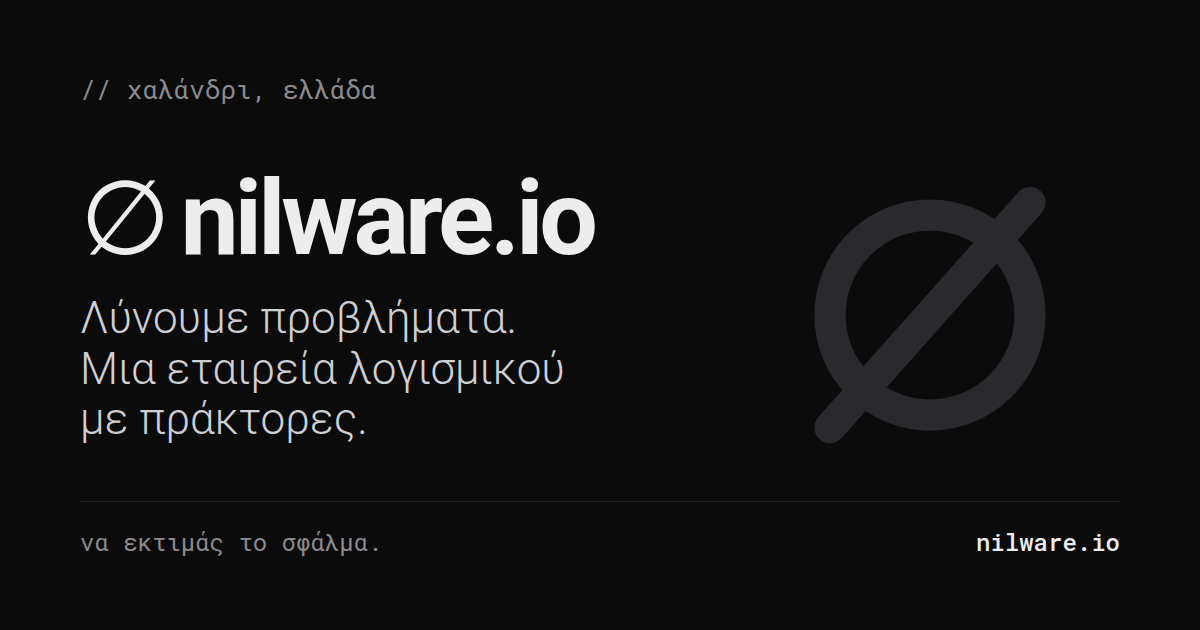 // χαλάνδρι, ελλάδα
∅ nilware.io
Λύνουμε προβλήματα.
Μια εταιρεία λογισμικού
με πράκτορες.
να εκτιμάς το σφάλμα.
nilware.io